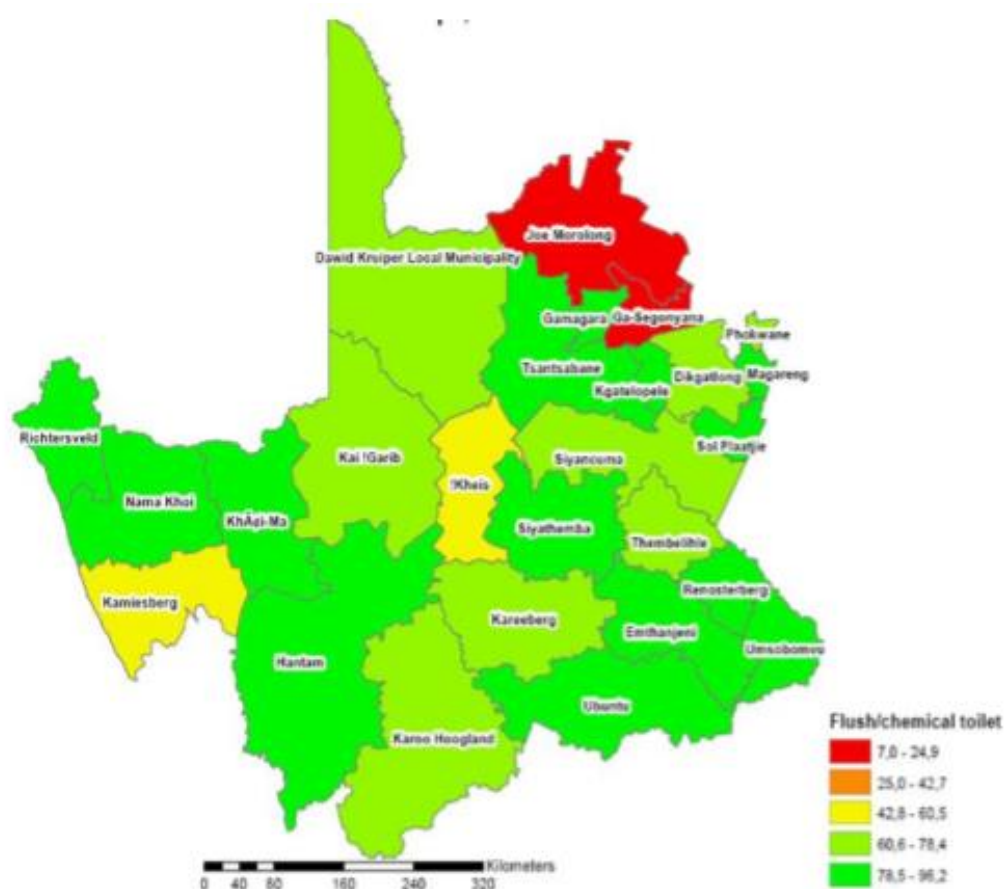 Joe Morolong
Dawid Kruiper Local Municipality
Gamagara
Ga-Segonyana
Phokwane
Tsantsabane
Kgatelopele
Dikgatlong
Magareng
Richtersveld
Kai !Garib
Sol Plaatjie
Nama Khoi
KhÃ¢i-Ma
!Kheis
Siyancuma
Siyathemba
Thembelihle
Kamiesberg
Renosterberg
Kareeberg
Emthanjeni
Umsobomvu
Hantam
Ubuntu
Karoo Hoogland
Flush/chemical toilet
7,0 - 24,9
25,0 - 42,7
42,8 - 60,5
60,6 - 78,4
78,5 - 96,2
Kilometers
0 40 80 160 240 320